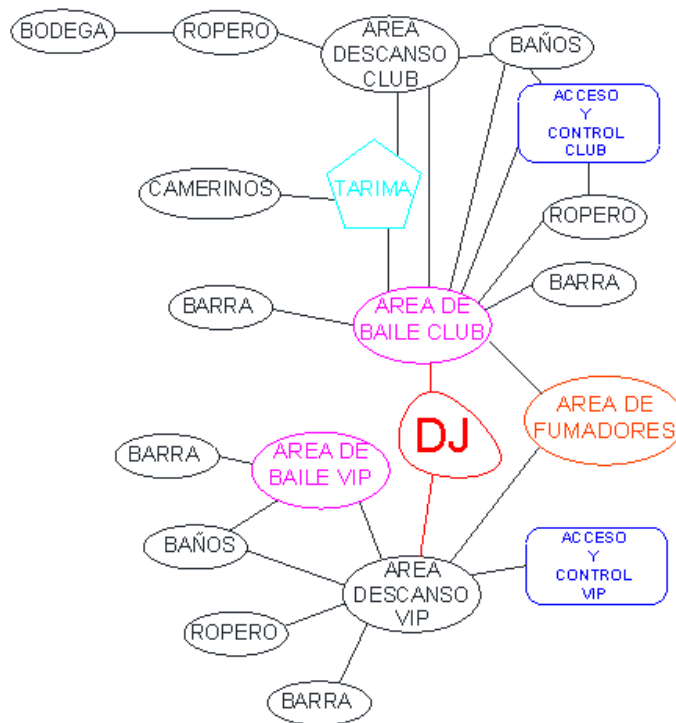 BODEGA
ROPERO
AREA
DESCANSO
CLUB
BAÑOS
ACCESO
Y
CONTROL
CLUB
CAMERINOS
TARIMA
ROPERO
BARRA
AREA DE
BAILE CLUB
BARRA
AREA DE
FUMADORES
DJ
BARRA
AREA DE
BAILE VIP
BAÑOS
ACCESO
Y
CONTROL
VIP
AREA
DESCANSO
VIP
ROPERO
BARRA